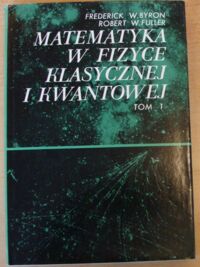 FREDERICK W. BYRON
ROBERT W. FULLER
MATEMATYKA
W FIZYCE
KLASYCZNEJ
I KWANTOWEJ
TOM 1